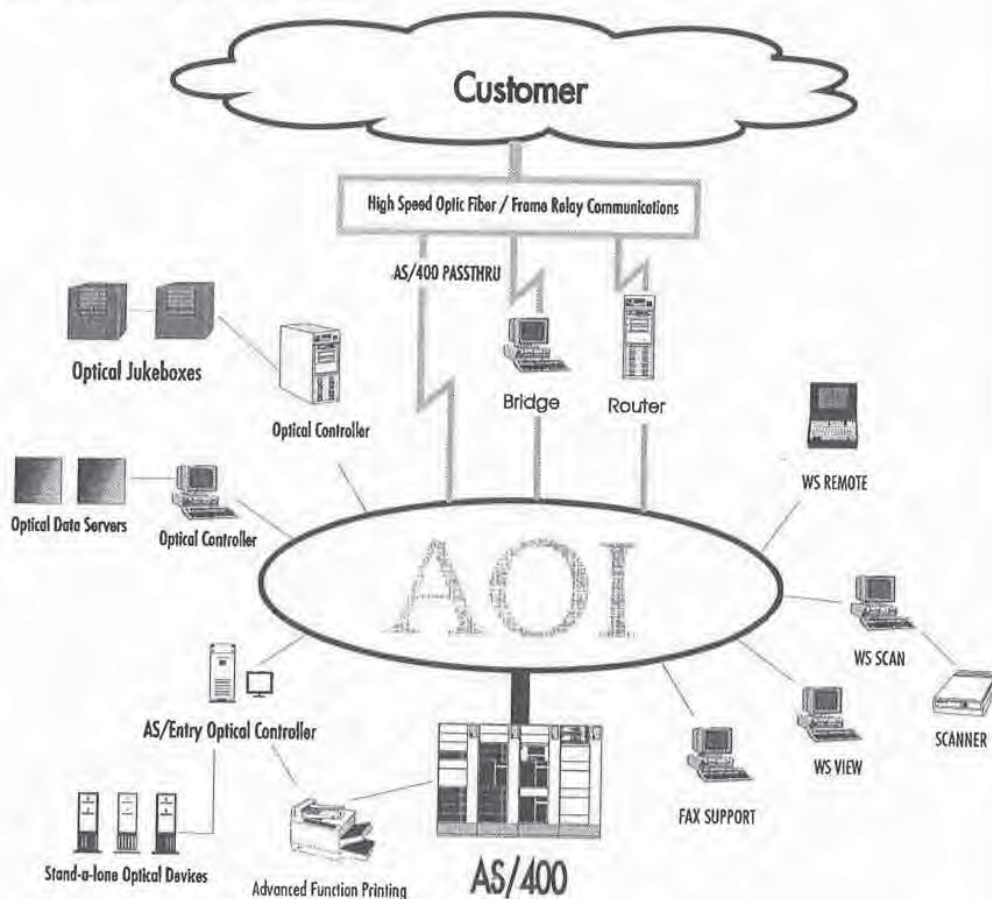 Customer
High Speed Optic Fiber / Frame Relay Communications
AS/400 PASSTHRU
Optical Jukeboxes
Optical Controller
Bridge
Router
WS REMOTE
Optical Data Servers
Optical Controller
AOI
WS SCAN
SCANNER
AS/Entry Optical Controller
WS VIEW
FAX SUPPORT
Stand-a-lone Optical Devices
Advanced Function Printing
AS/400